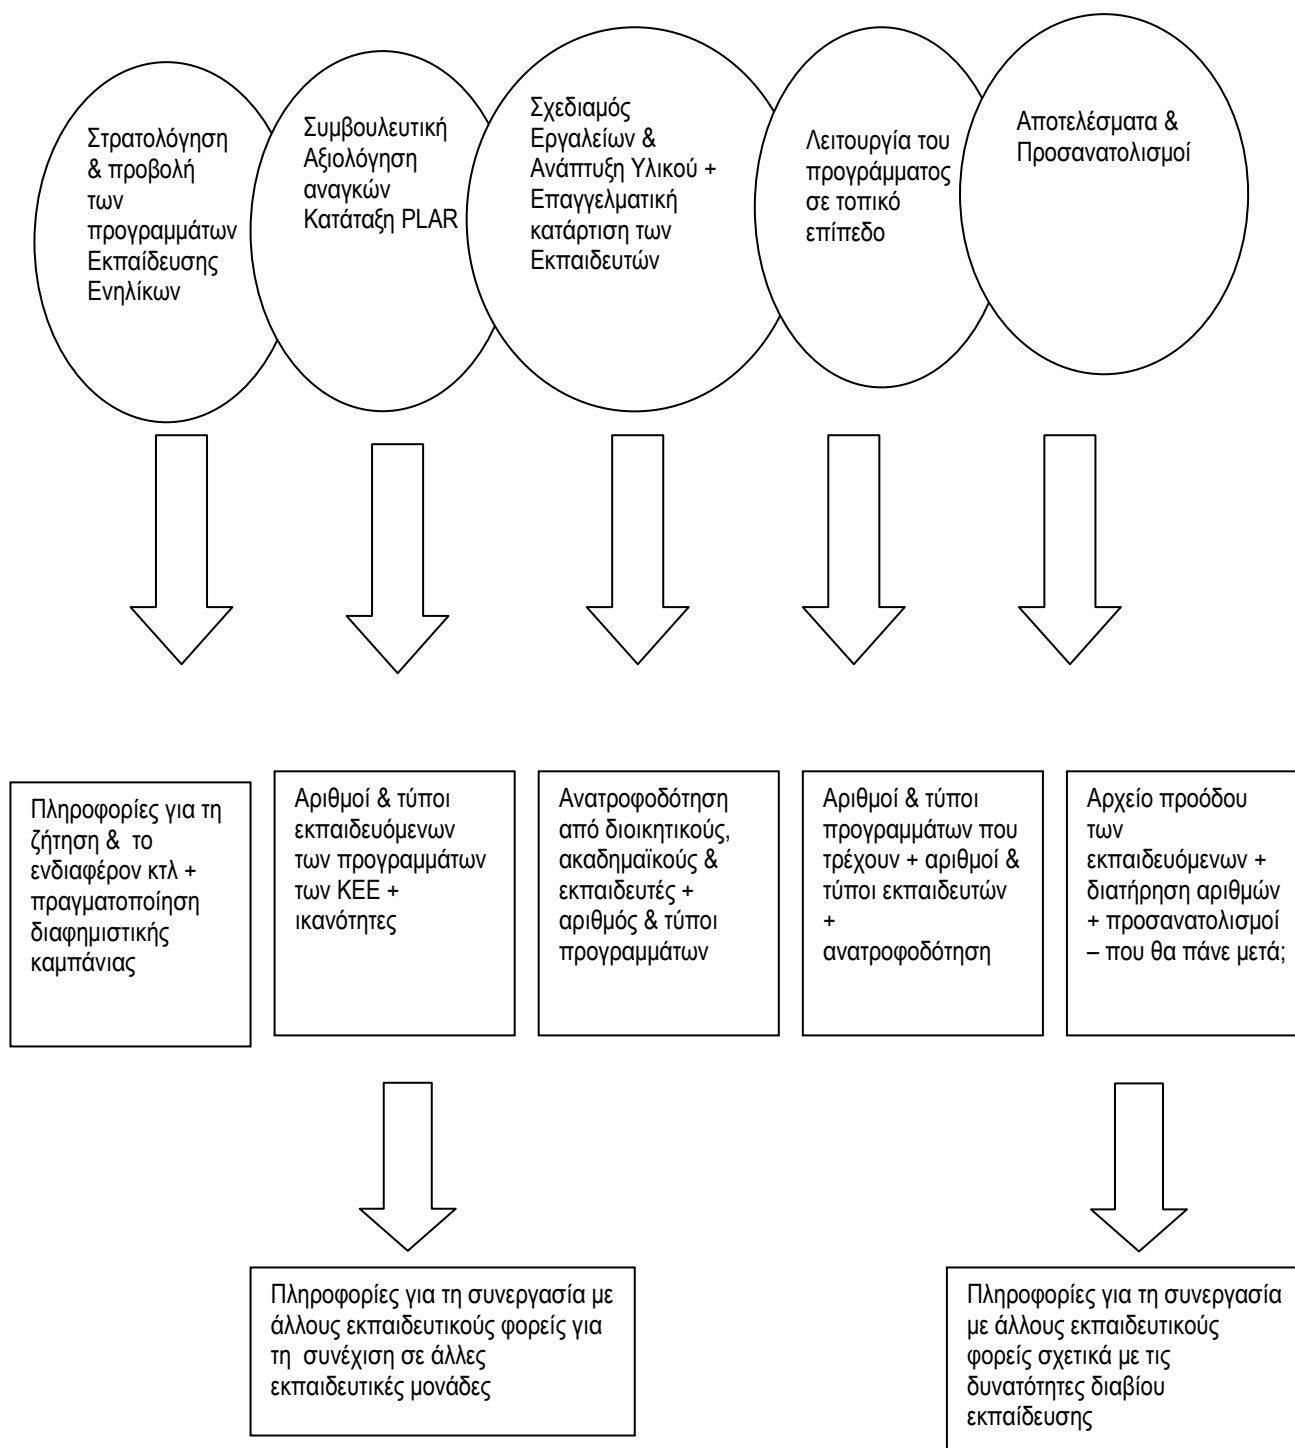 Στρατολόγηση
& προβολή
των
προγραμμάτων
Εκπαίδευσης
Ενηλίκων
Συμβουλευτική
Αξιολόγηση
αναγκών
Κατάταξη PLAR
Σχεδιαμός
Εργαλείων &
Ανάπτυξη Υλικού +
Επαγγελματική
κατάρτιση των
Εκπαιδευτών
Λειτουργία του
προγράμματος
σε τοπικό
επίπεδο
Αποτελέσματα &
Προσανατολισμοί
Πληροφορίες για τη
ζήτηση & το
ενδιαφέρον κτλ +
πραγματοποίηση
διαφημιστικής
καμπάνιας
Αριθμοί & τύποι
εκπαιδευόμενων
των προγραμμάτων
των ΚΕΕ +
ικανότητες
Ανατροφοδότηση
από διοικητικούς,
ακαδημαϊκούς &
εκπαιδευτές +
αριθμός & τύποι
προγραμμάτων
Αριθμοί & τύποι
προγραμμάτων που
τρέχουν + αριθμοί &
τύποι εκπαιδευτών
+
ανατροφοδότηση
Αρχείο προόδου
των
εκπαιδευόμενων +
διατήρηση αριθμών
+ προσανατολισμοί
– που θα πάνε μετά;
Πληροφορίες για τη συνεργασία με
άλλους εκπαιδευτικούς φορείς για
τη συνέχιση σε άλλες
εκπαιδευτικές μονάδες
Πληροφορίες για τη συνεργασία
με άλλους εκπαιδευτικούς
φορείς σχετικά με τις
δυνατότητες διαβίου
εκπαίδευσης